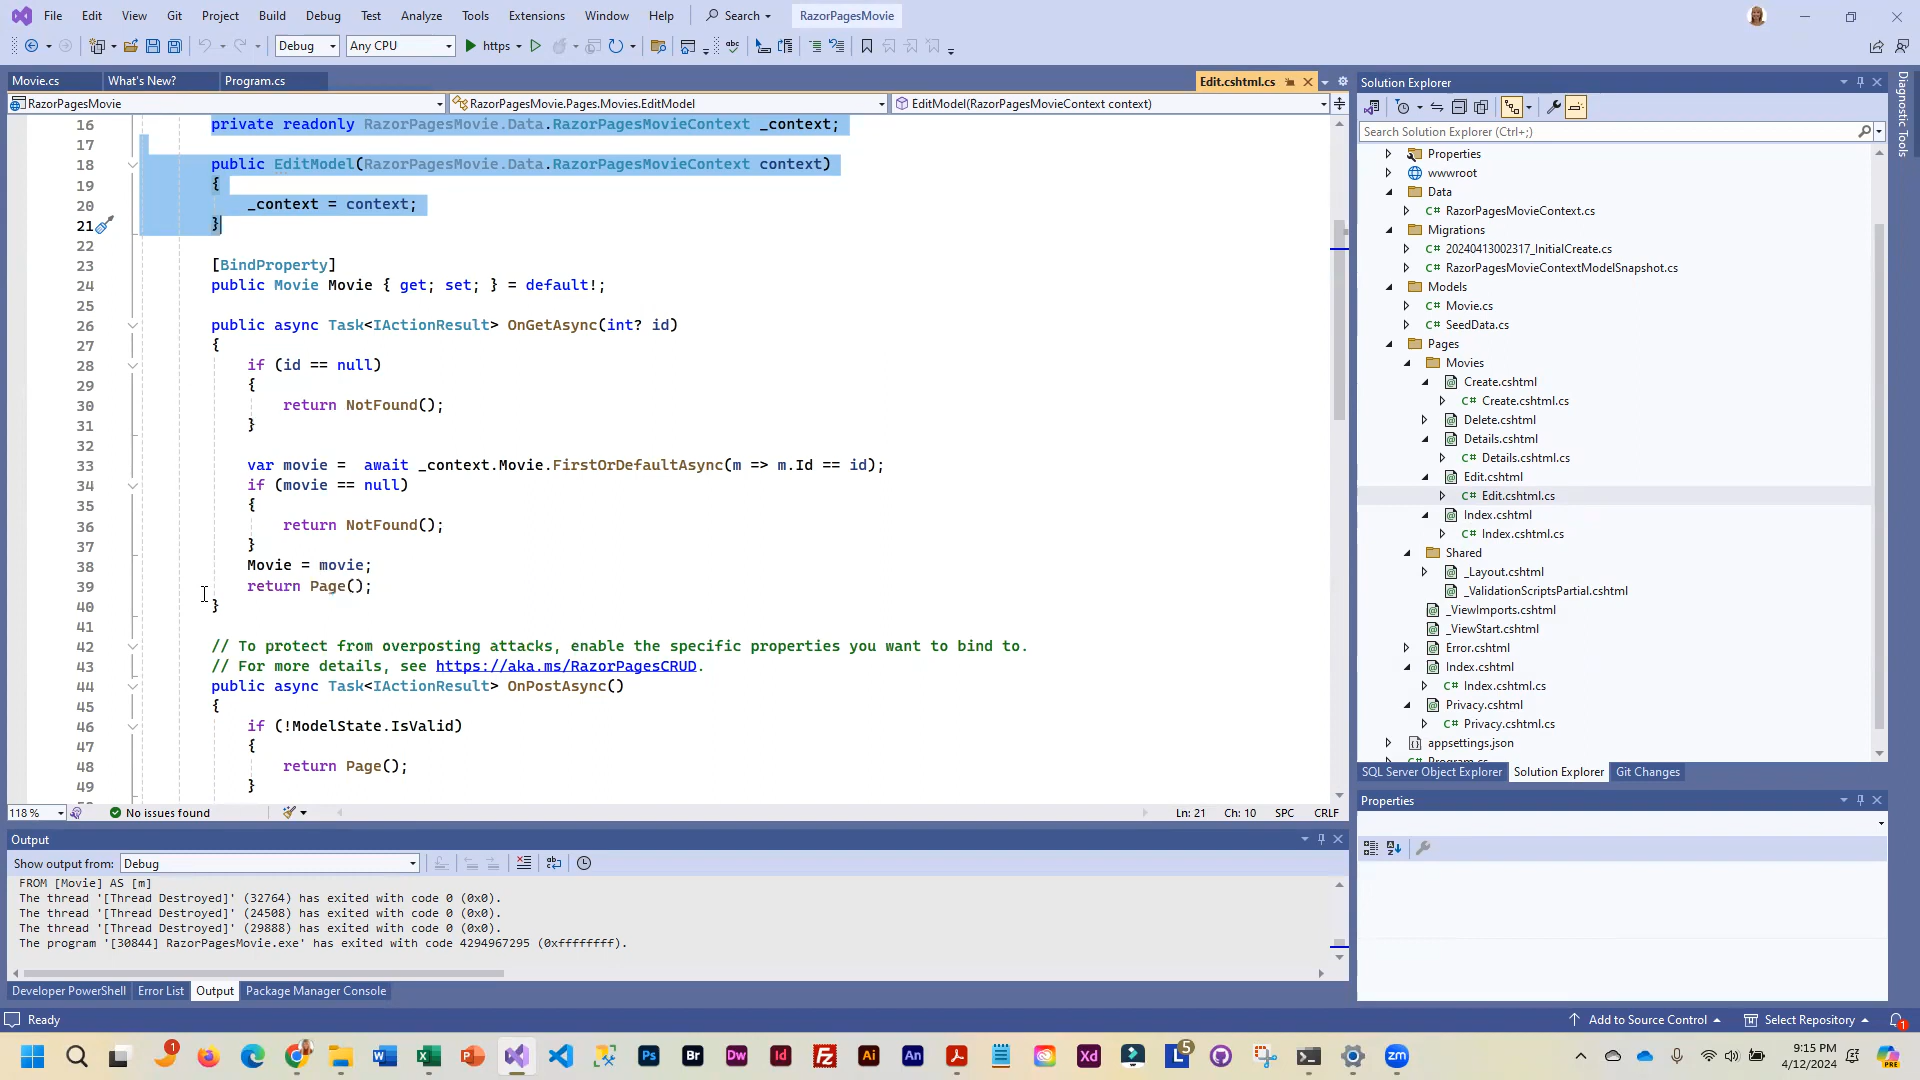 File Edit View Git Project Build Debug Test Analyze Tools Extensions Window Help Search RazorPagesMovie
Debug Any CPU https
Movie.cs What's New? Program.cs Edit.cshtml.cs
RazorPagesMovie RazorPagesMovie.Pages.Movies.EditModel EditModel(RazorPagesMovieContext context)
16 private readonly RazorPagesMovie.Data.RazorPagesMovieContext _context;
17
18 public EditModel(RazorPagesMovie.Data.RazorPagesMovieContext context)
19 {
20 _context = context;
21 }
22
23 [BindProperty]
24 public Movie Movie { get; set; } = default!;
25
26 public async Task<IActionResult> OnGetAsync(int? id)
27 {
28 if (id == null)
29 {
30 return NotFound();
31 }
32
33 var movie =  await _context.Movie.FirstOrDefaultAsync(m => m.Id == id);
34 if (movie == null)
35 {
36 return NotFound();
37 }
38 Movie = movie;
39 return Page();
40 }
41
42 // To protect from overposting attacks, enable the specific properties you want to bind to.
43 // For more details, see https://aka.ms/RazorPagesCRUD.
44 public async Task<IActionResult> OnPostAsync()
45 {
46 if (!ModelState.IsValid)
47 {
48 return Page();
49 }
118 % No issues found Ln: 21 Ch: 10 SPC CRLF
Output
Show output from: Debug
FROM [Movie] AS [m]
The thread '[Thread Destroyed]' (32764) has exited with code 0 (0x0).
The thread '[Thread Destroyed]' (24508) has exited with code 0 (0x0).
The thread '[Thread Destroyed]' (29888) has exited with code 0 (0x0).
The program '[30844] RazorPagesMovie.exe' has exited with code 4294967295 (0xffffffff).
Developer PowerShell Error List Output Package Manager Console
Solution Explorer
Search Solution Explorer (Ctrl+;)
Properties
wwwroot
Data
C# RazorPagesMovieContext.cs
Migrations
C# 20240413002317_InitialCreate.cs
C# RazorPagesMovieContextModelSnapshot.cs
Models
C# Movie.cs
C# SeedData.cs
Pages
Movies
Create.cshtml
C# Create.cshtml.cs
Delete.cshtml
Details.cshtml
C# Details.cshtml.cs
Edit.cshtml
C# Edit.cshtml.cs
Index.cshtml
C# Index.cshtml.cs
Shared
_Layout.cshtml
_ValidationScriptsPartial.cshtml
_ViewImports.cshtml
_ViewStart.cshtml
Error.cshtml
Index.cshtml
C# Index.cshtml.cs
Privacy.cshtml
C# Privacy.cshtml.cs
appsettings.json
SQL Server Object Explorer Solution Explorer Git Changes
Properties
Diagnostic Tools
Ready Add to Source Control Select Repository 1
1 W X P Ps Br Dw Id Fz Ai An Xd L 5 zm
9:15 PM
4/12/2024
PRE